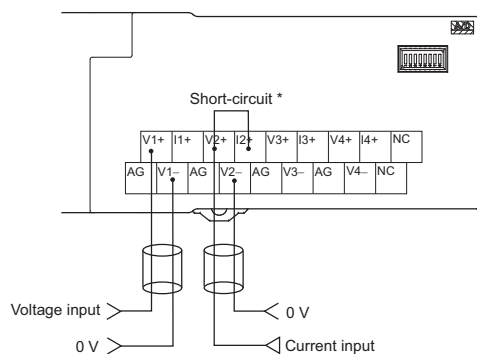 A/D
Short-circuit *
V1+ I1+ V2+ I2+ V3+ I3+ V4+ I4+ NC
AG V1– AG V2– AG V3– AG V4– NC
Voltage input
0 V
0 V
Current input